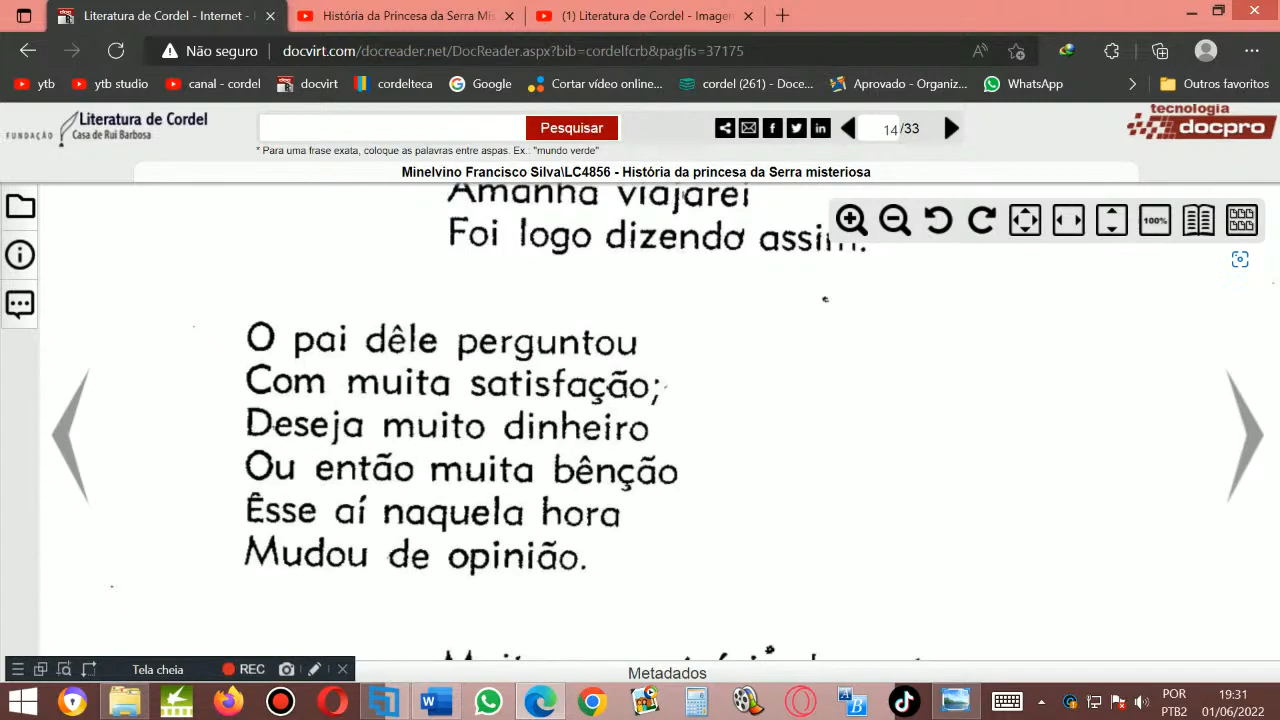 Literatura de Cordel - Internet -
História da Princesa da Serra Mis
(1) Literatura de Cordel - Imagen
Não seguro
docvirt.com/docreader.net/DocReader.aspx?bib=cordelfcrb&pagfis=37175
ytb
ytb studio
canal - cordel
docvirt
cordelteca
Google
Cortar vídeo online...
cordel (261) - Doce...
Aprovado - Organiz...
WhatsApp
Outros favoritos
FUNDAÇÃO
Literatura de Cordel
Casa de Rui Barbosa
Pesquisar
* Para uma frase exata, coloque as palavras entre aspas. Ex.: "mundo verde"
14 /33
tecnologia
docpro
Minelvino Francisco Silva\LC4856 - História da princesa da Serra misteriosa
100%
Amanhã viajarei
Foi logo dizendo assim:
O pai dêle perguntou
Com muita satisfação;
Deseja muito dinheiro
Ou então muita bênção
Êsse aí naquela hora
Mudou de opinião.
Tela cheia
REC
Metadados
POR
PTB2
19:31
01/06/2022